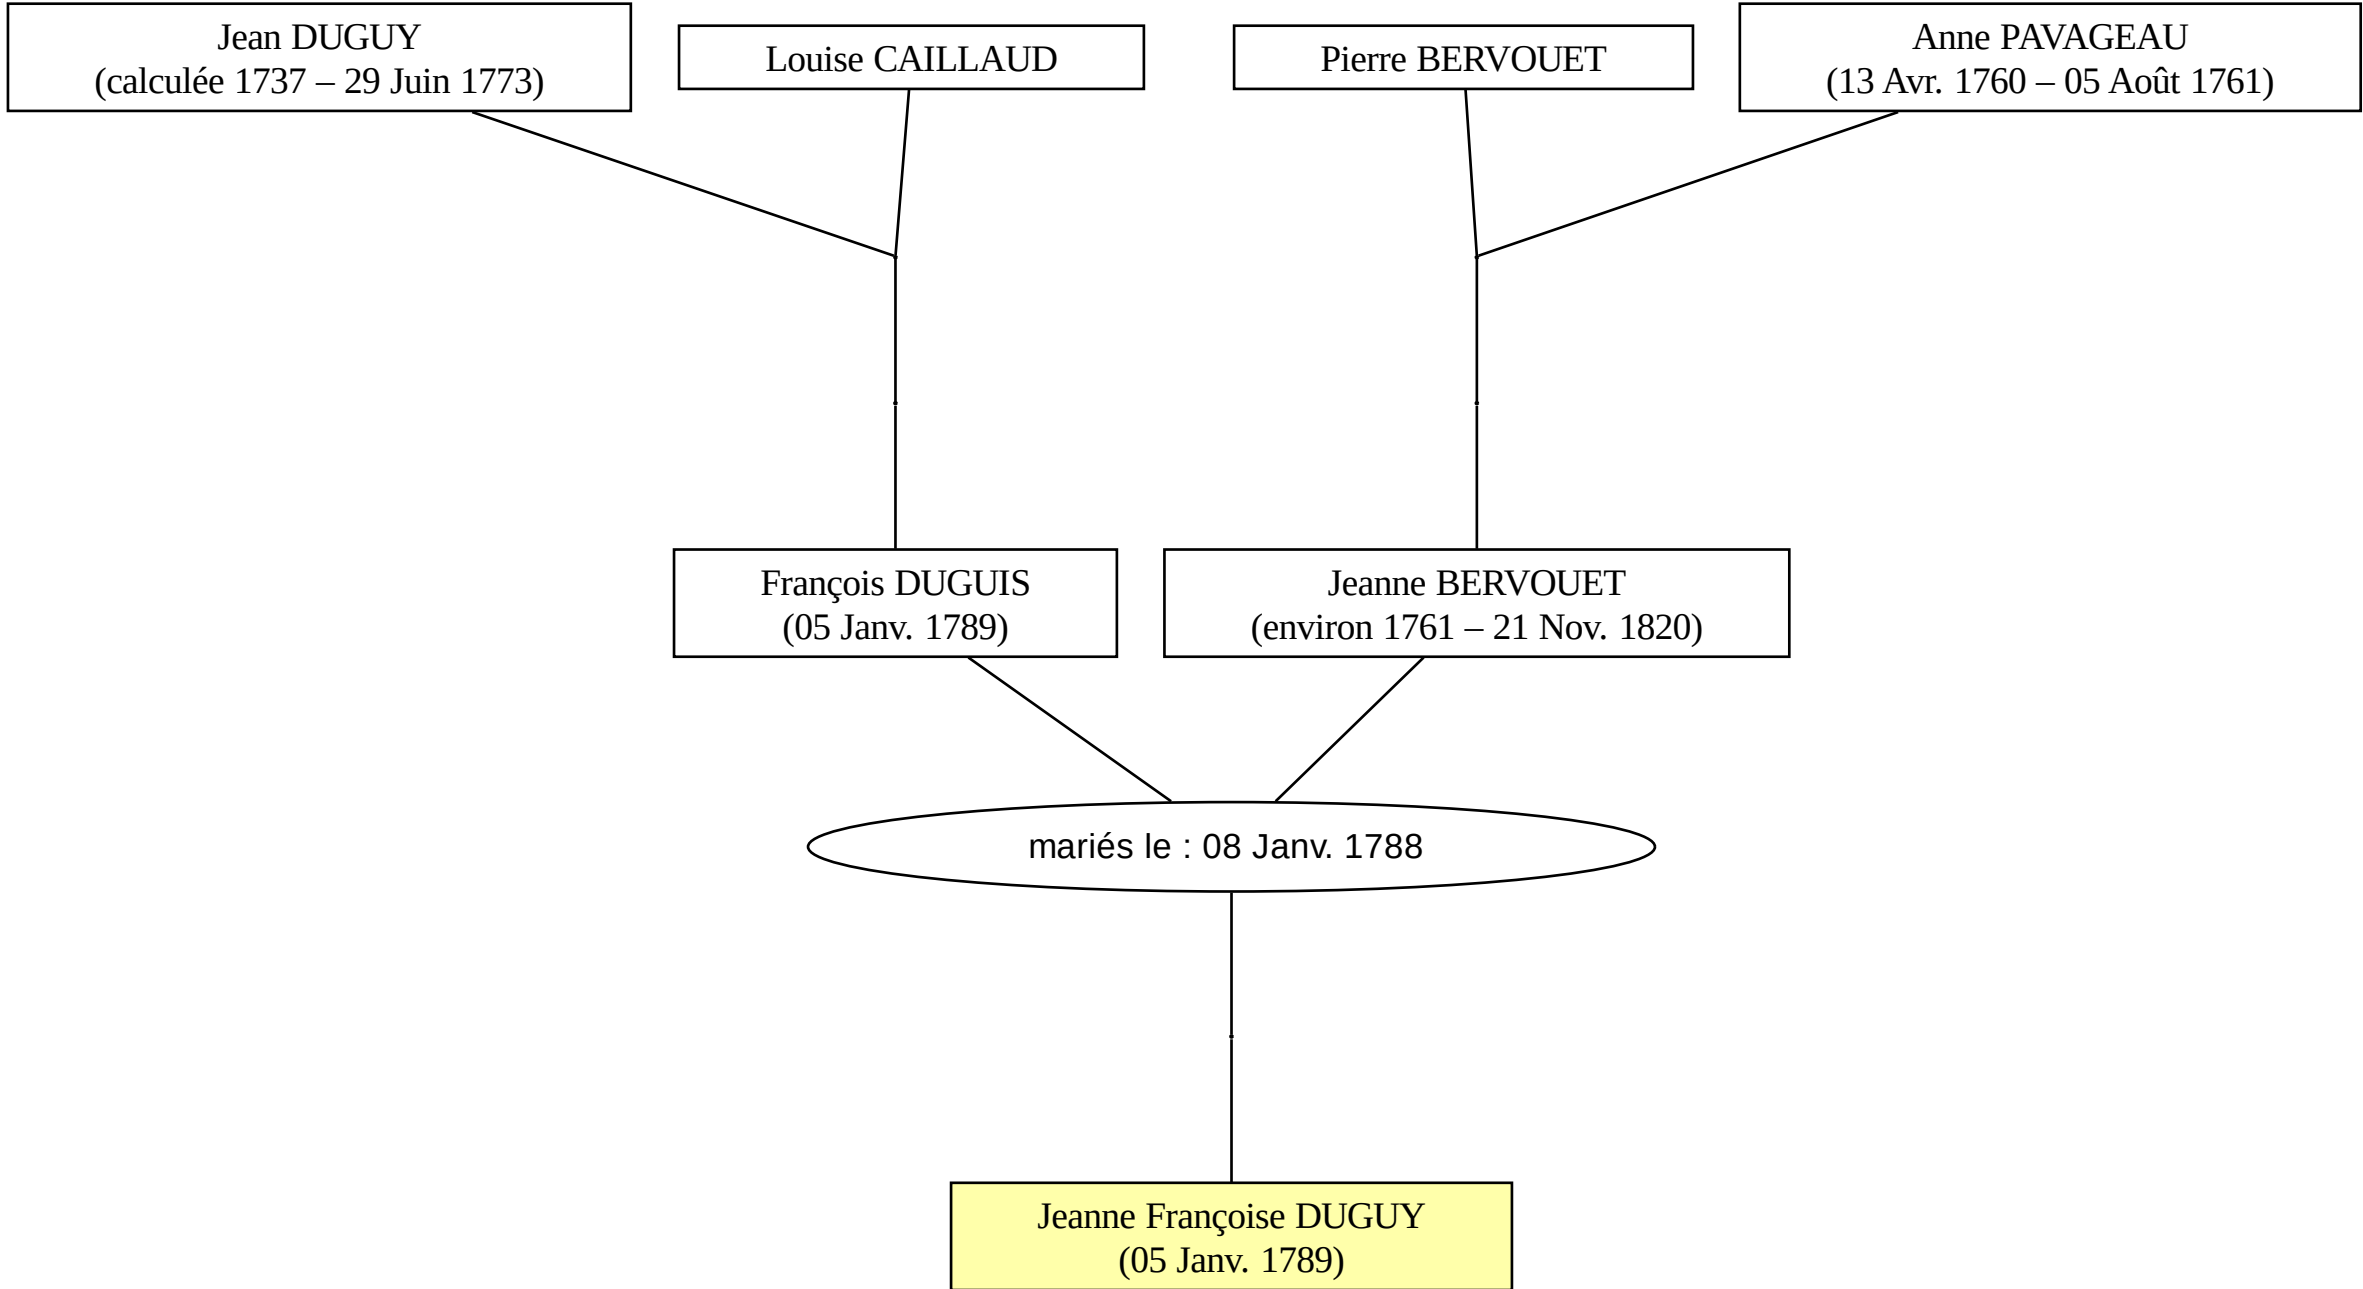 Jean DUGUY
(calculée 1737 – 29 Juin 1773)
Louise CAILLAUD
Pierre BERVOUET
Anne PAVAGEAU
(13 Avr. 1760 – 05 Août 1761)
François DUGUIS
(05 Janv. 1789)
Jeanne BERVOUET
(environ 1761 – 21 Nov. 1820)
mariés le : 08 Janv. 1788
Jeanne Françoise DUGUY
(05 Janv. 1789)